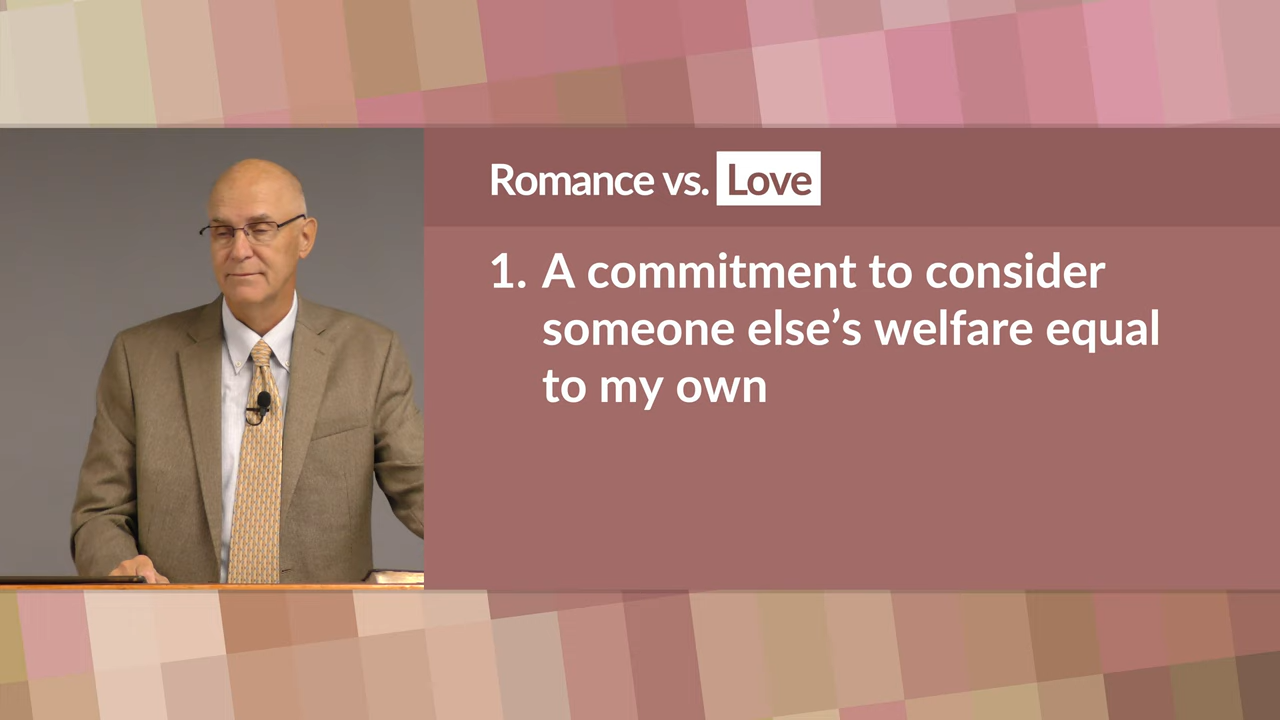 Romance vs. Love
1. A commitment to consider
someone else’s welfare equal
to my own